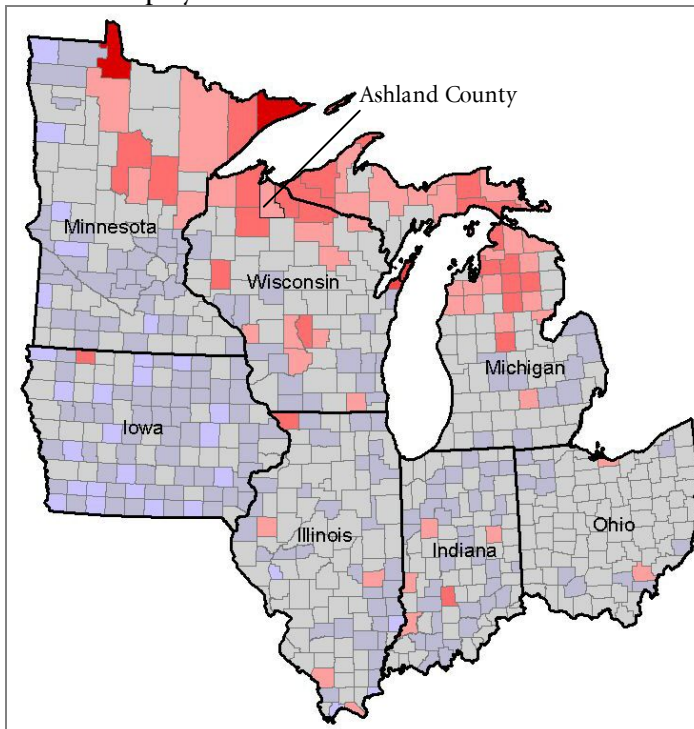 Ashland County
Minnesota
Wisconsin
Michigan
Iowa
Illinois
Indiana
Ohio